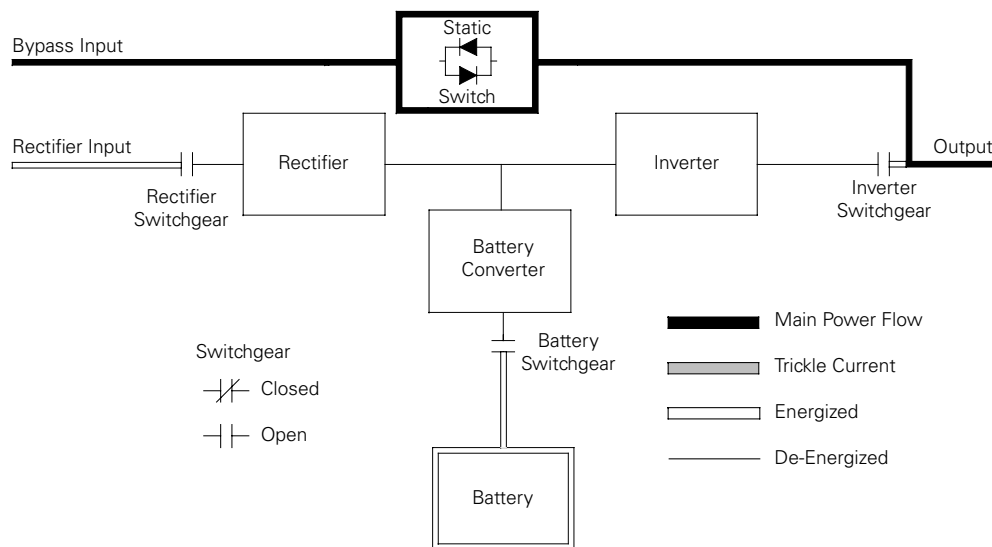 Static
Bypass Input
Switch
Rectifier Input
Rectifier
Inverter
Output
Rectifier
Switchgear
Inverter
Switchgear
Battery
Converter
Main Power Flow
Battery
Switchgear
Switchgear
Trickle Current
Closed
Energized
Open
De-Energized
Battery